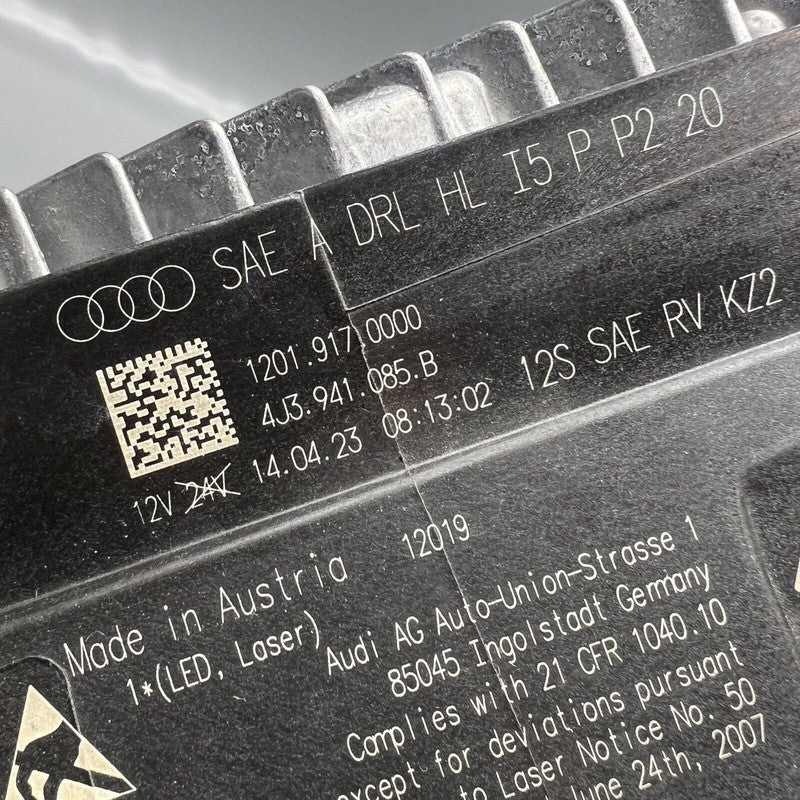 SAE A DRL HL I5 P P2 20
1201.917.0000
4J3.941.085.B
12V 24V 14.04.23 08:13:02 12S SAE RV KZ2
12019
Made in Austria
1*(LED, Laser)
Audi AG Auto-Union-Strasse 1
85045 Ingolstadt Germany
Complies with 21 CFR 1040.10
except for deviations pursuant
to Laser Notice No. 50
June 24th, 2007